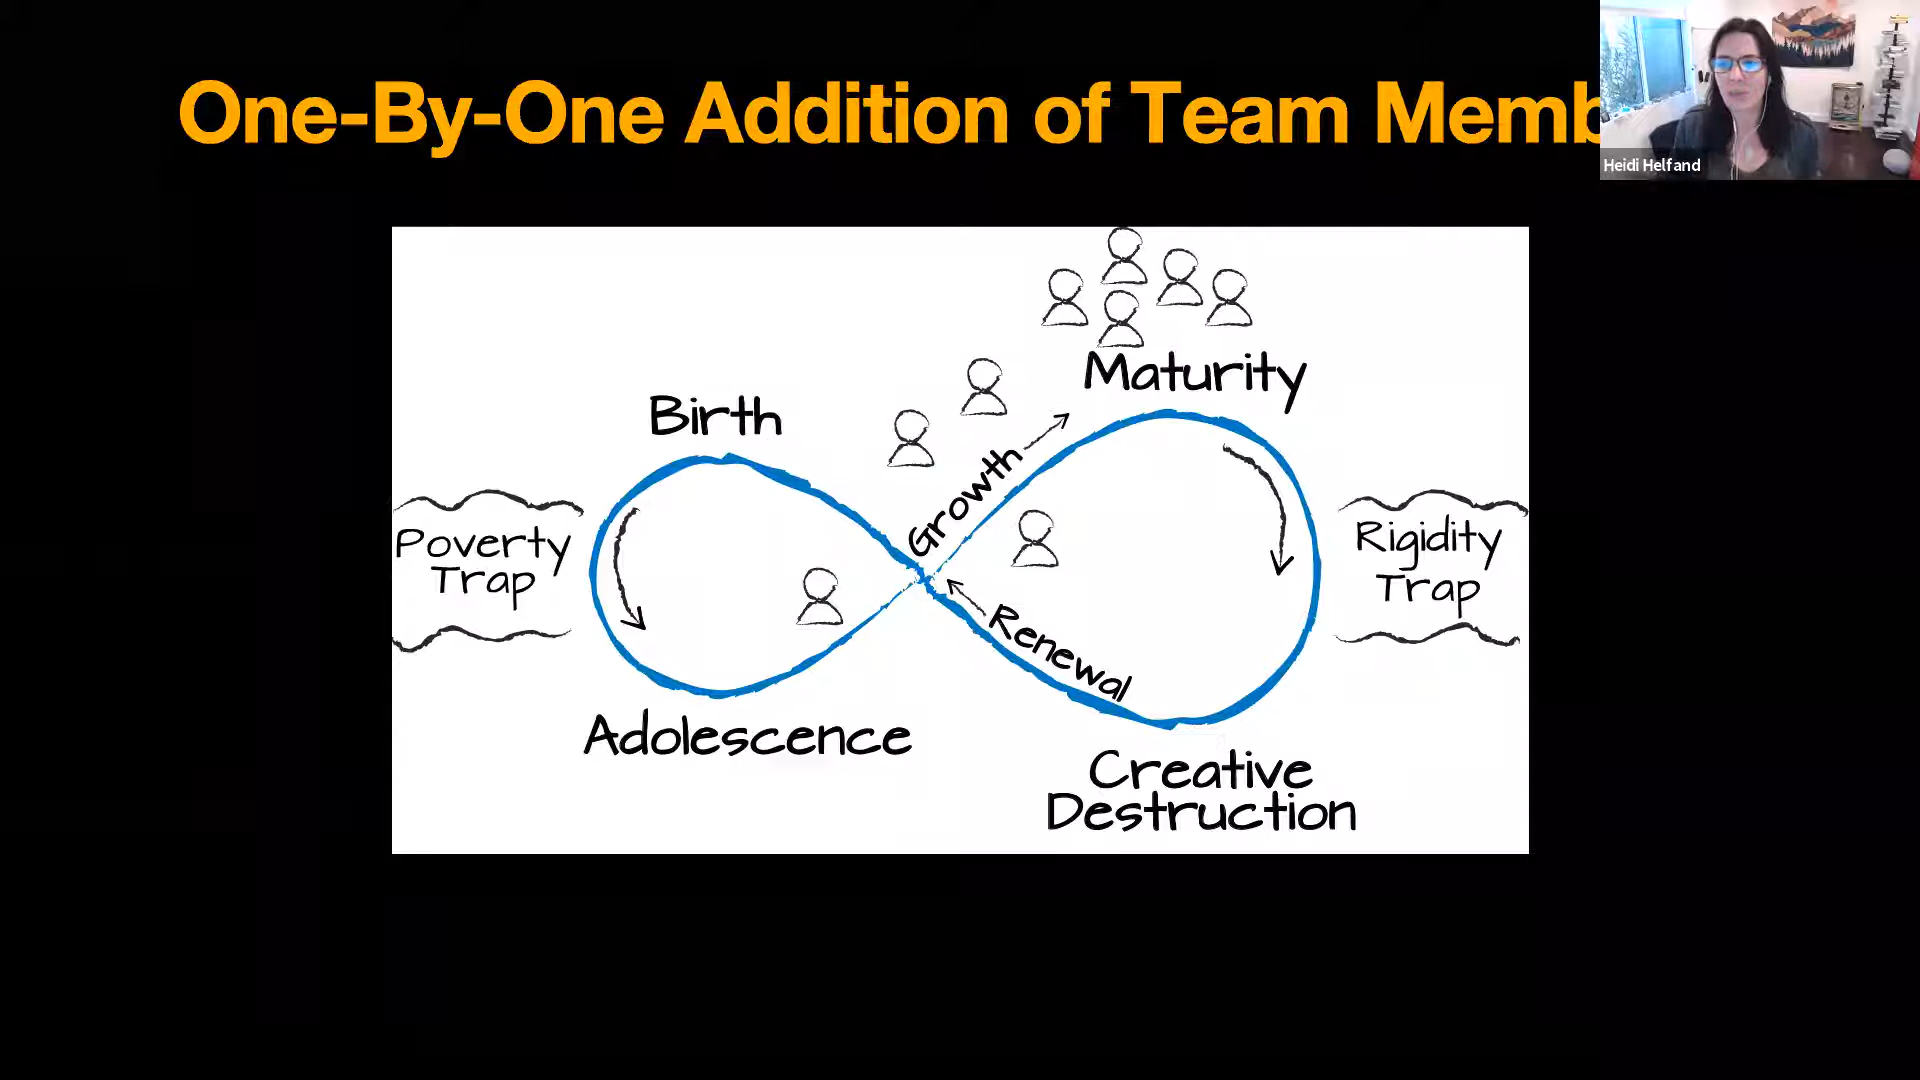 One-By-One Addition of Team Memb
Heidi Helfand
Maturity
Birth
Growth
Poverty
Trap
Rigidity
Trap
Renewal
Adolescence
Creative
Destruction